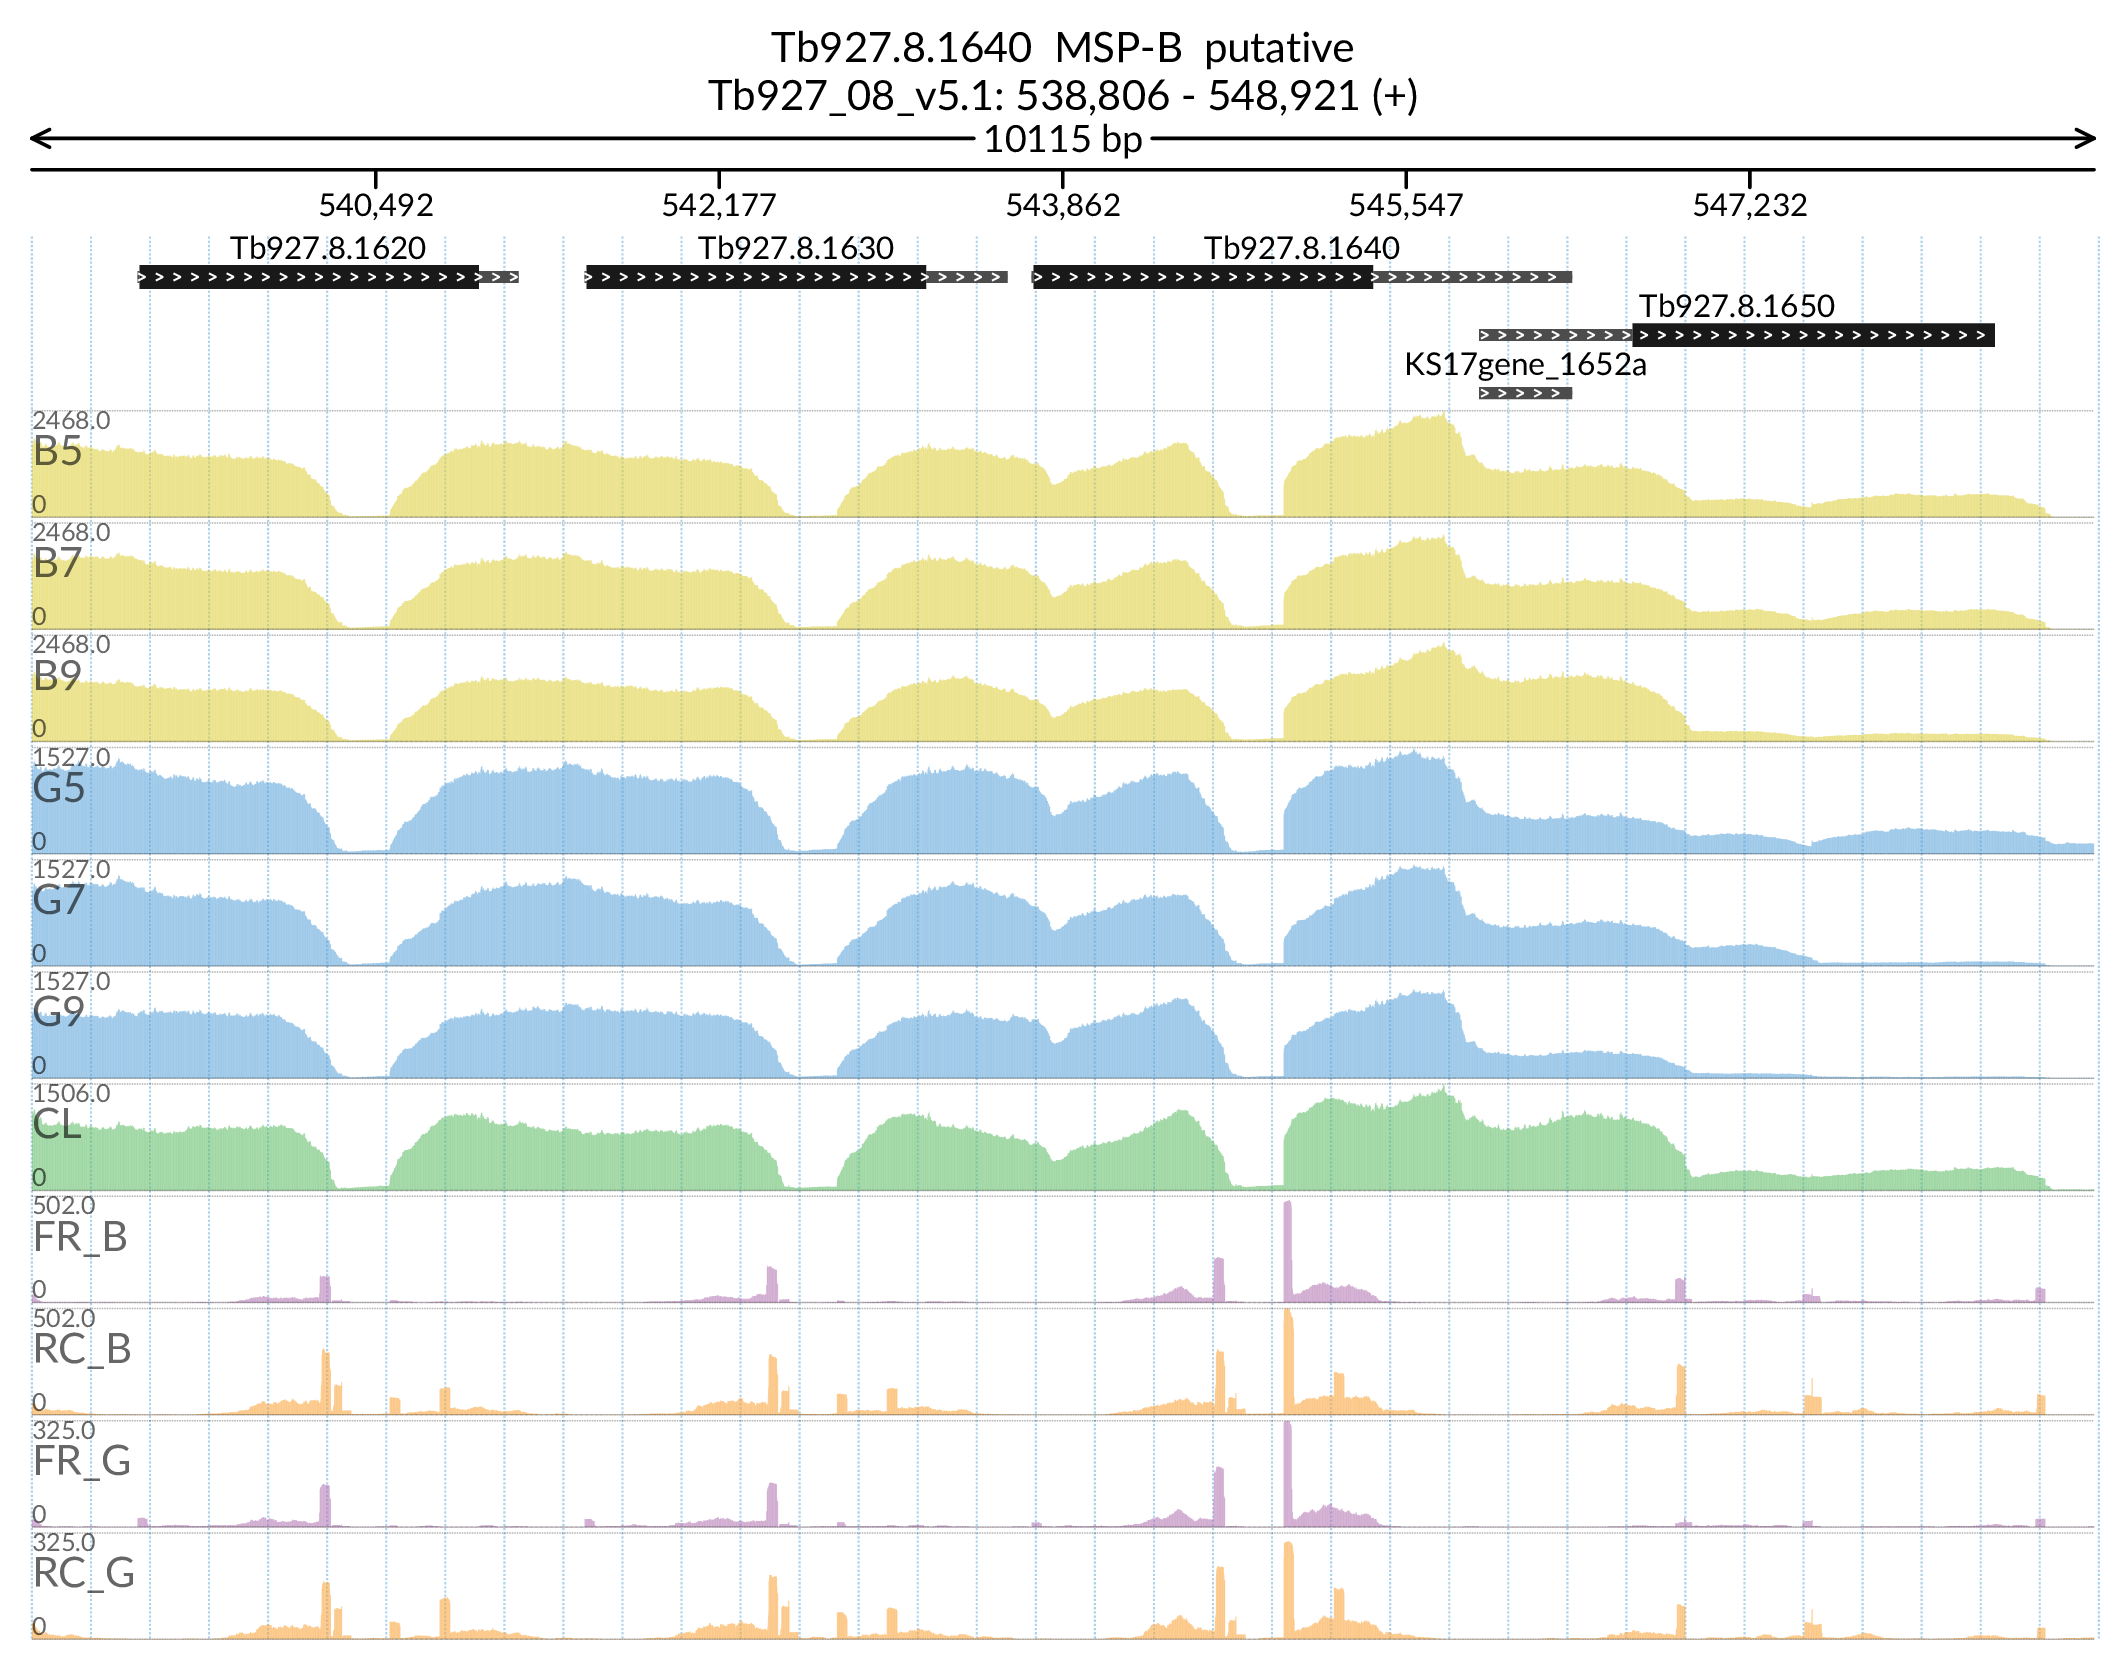 Tb927.8.1640 MSP-B putative
Tb927_08_v5.1: 538,806 - 548,921 (+)
10115 bp
540,492 542,177 543,862 545,547 547,232
Tb927.8.1620 Tb927.8.1630 Tb927.8.1640
Tb927.8.1650
KS17gene_1652a
2468.0
B5
0
2468.0
B7
0
2468.0
B9
0
1527.0
G5
0
1527.0
G7
0
1527.0
G9
0
1506.0
CL
0
502.0
FR_B
0
502.0
RC_B
0
325.0
FR_G
0
325.0
RC_G
0